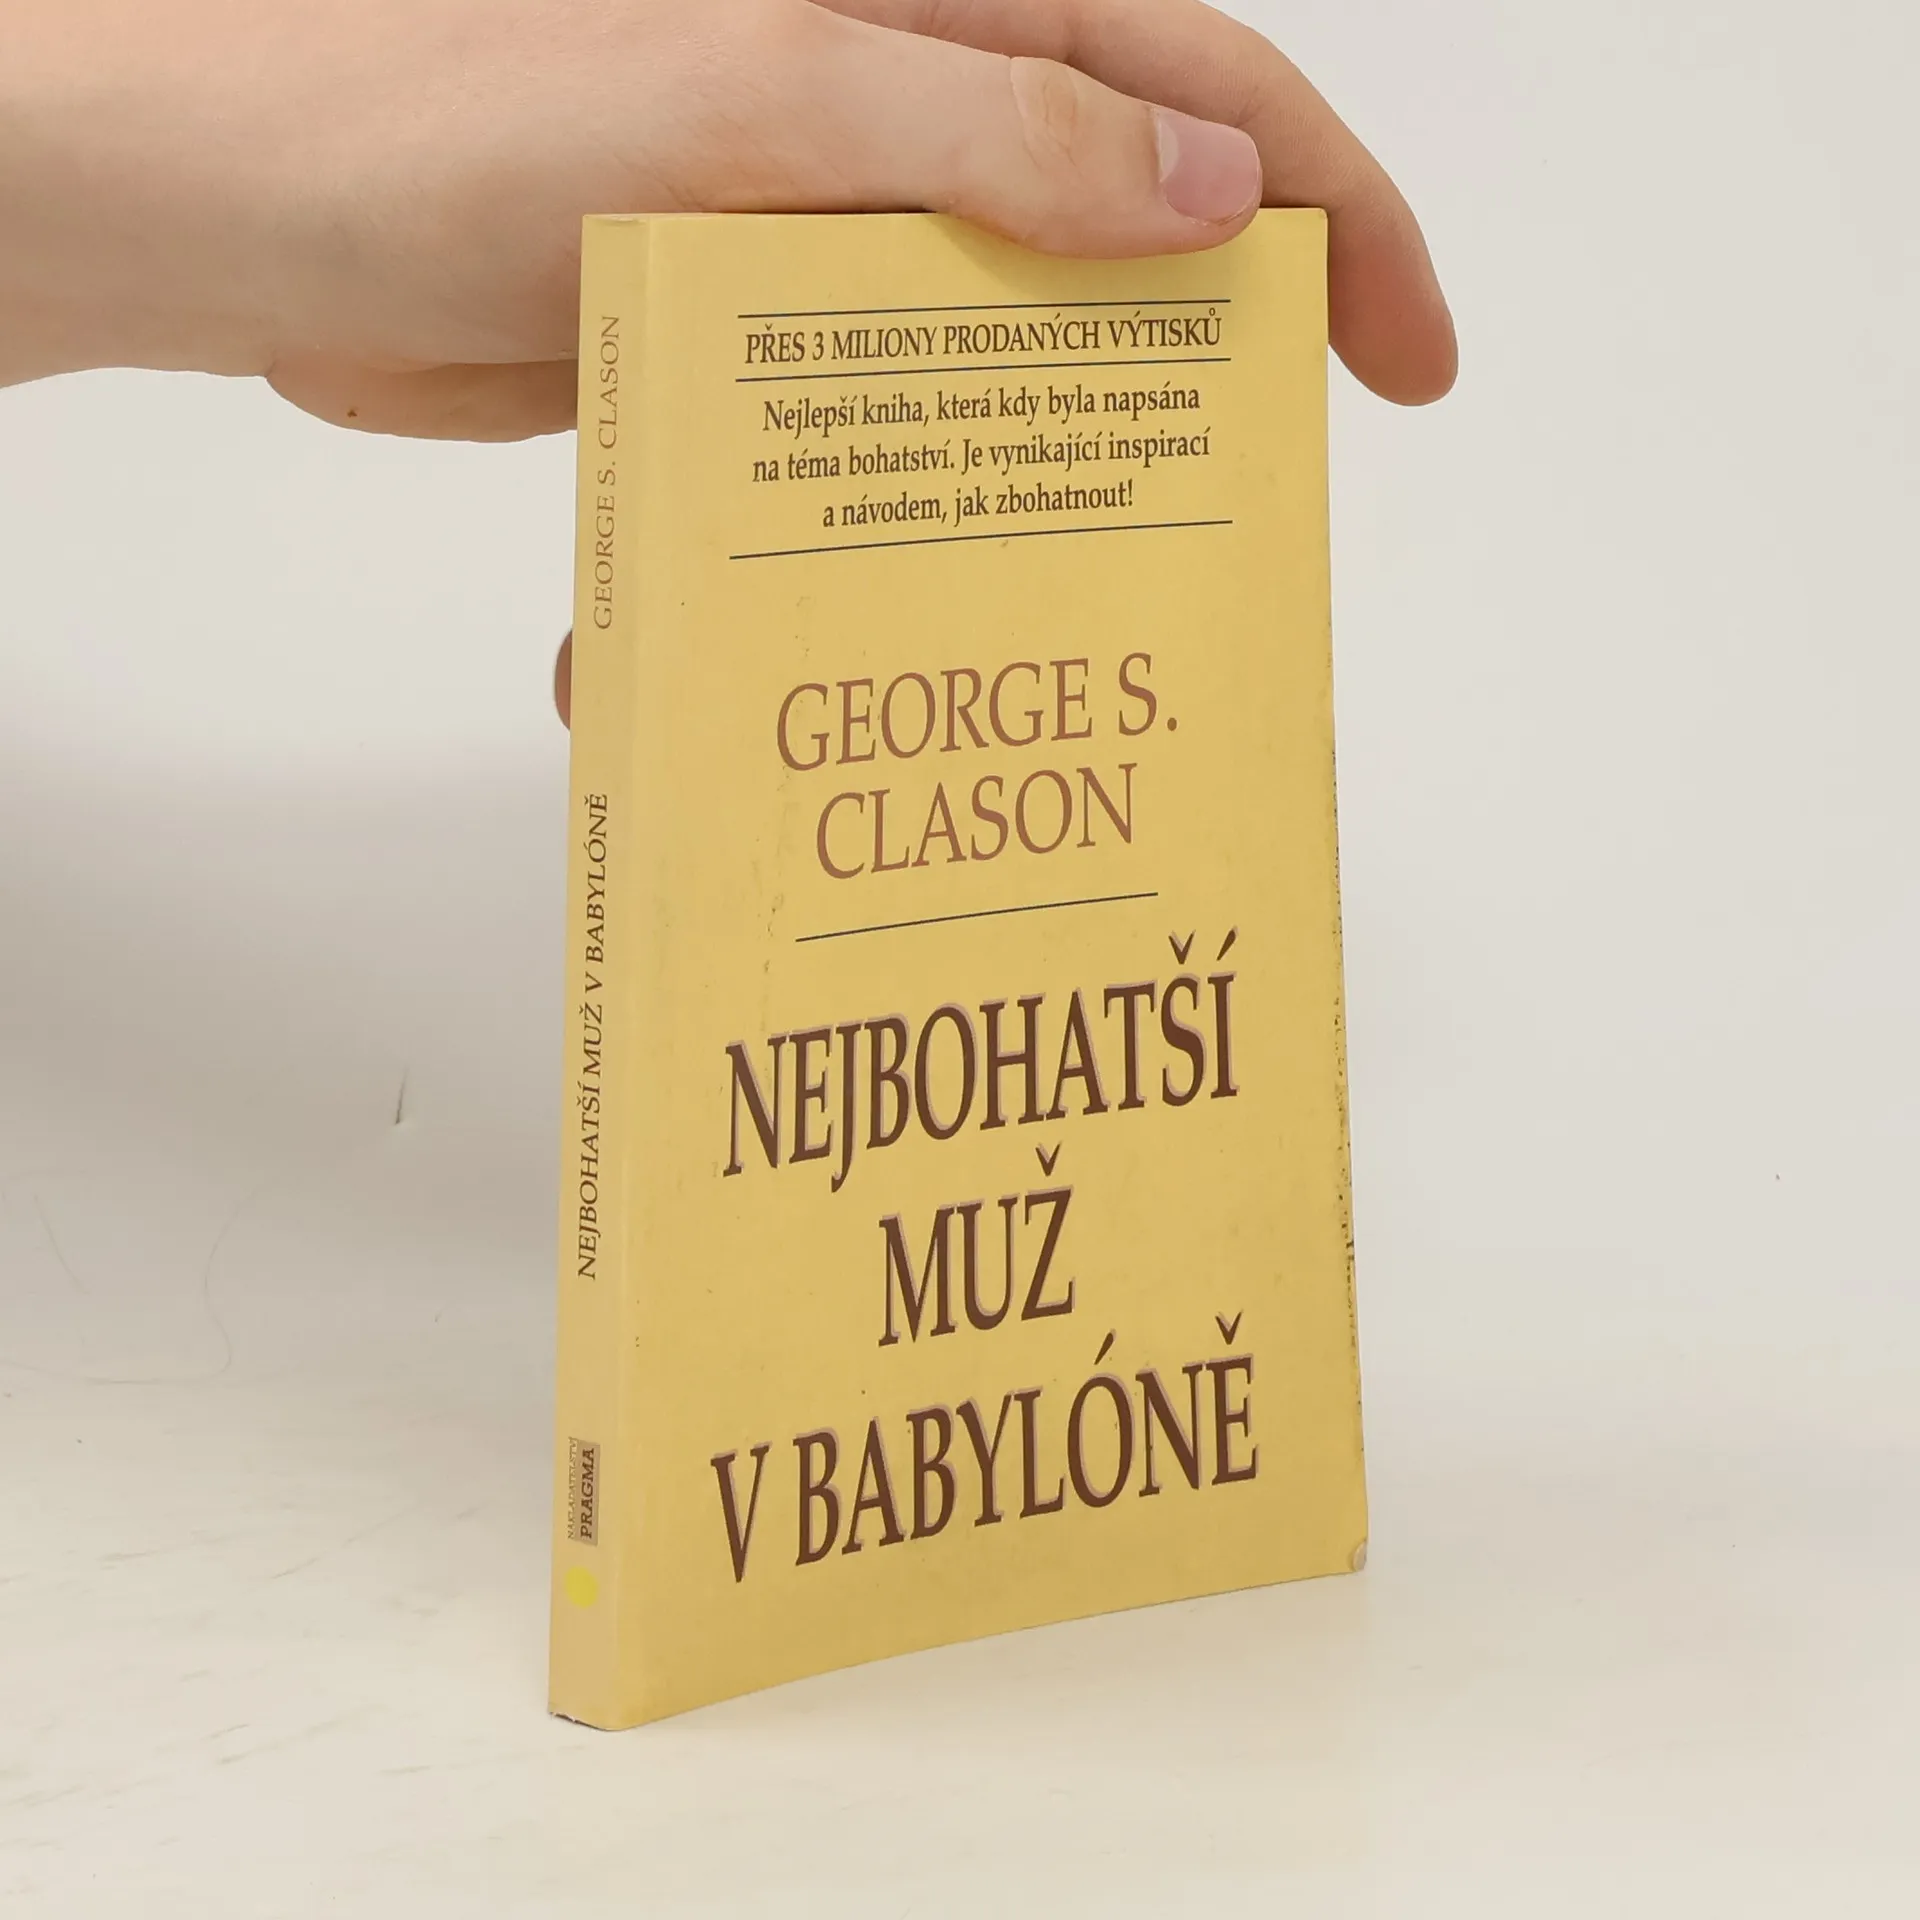 PŘES 3 MILIONY PRODANÝCH VÝTISKŮ
Nejlepší kniha, která kdy byla napsána
na téma bohatství. Je vynikající inspirací
a návodem, jak zbohatnout!
GEORGE S.
CLASON
NEJBOHATŠÍ
MUŽ
V BABYLÓNĚ
GEORGE S. CLASON
NEJBOHATŠÍ MUŽ V BABYLÓNĚ
NAKLADATELSTVÍ
PRAGMA